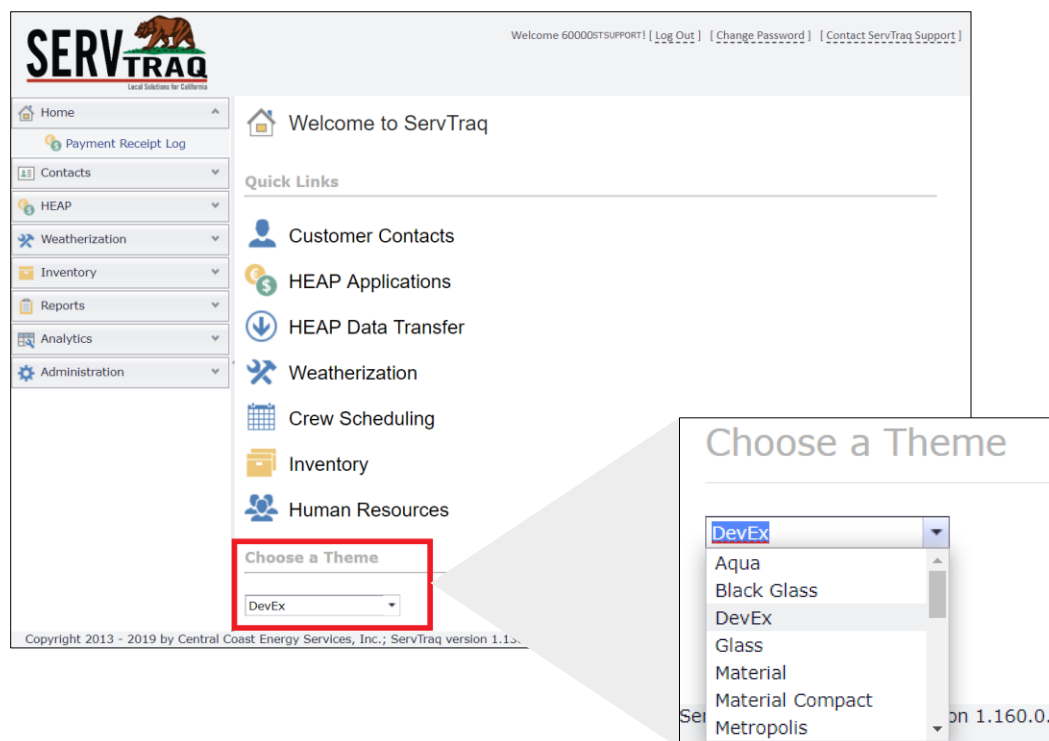 SERV TRAQ
Local Solutions for California
Welcome 60000STSUPPORT! [ Log Out ] [ Change Password ] [ Contact ServTraq Support ]
Home
Payment Receipt Log
Contacts
HEAP
Weatherization
Inventory
Reports
Analytics
Administration
Welcome to ServTraq
Quick Links
Customer Contacts
HEAP Applications
HEAP Data Transfer
Weatherization
Crew Scheduling
Inventory
Human Resources
Choose a Theme
DevEx
Copyright 2013 - 2019 by Central Coast Energy Services, Inc.; ServTraq version
Choose a Theme
DevEx
Aqua
Black Glass
DevEx
Glass
Material
Material Compact
Metropolis
Ser
on 1.160.0.